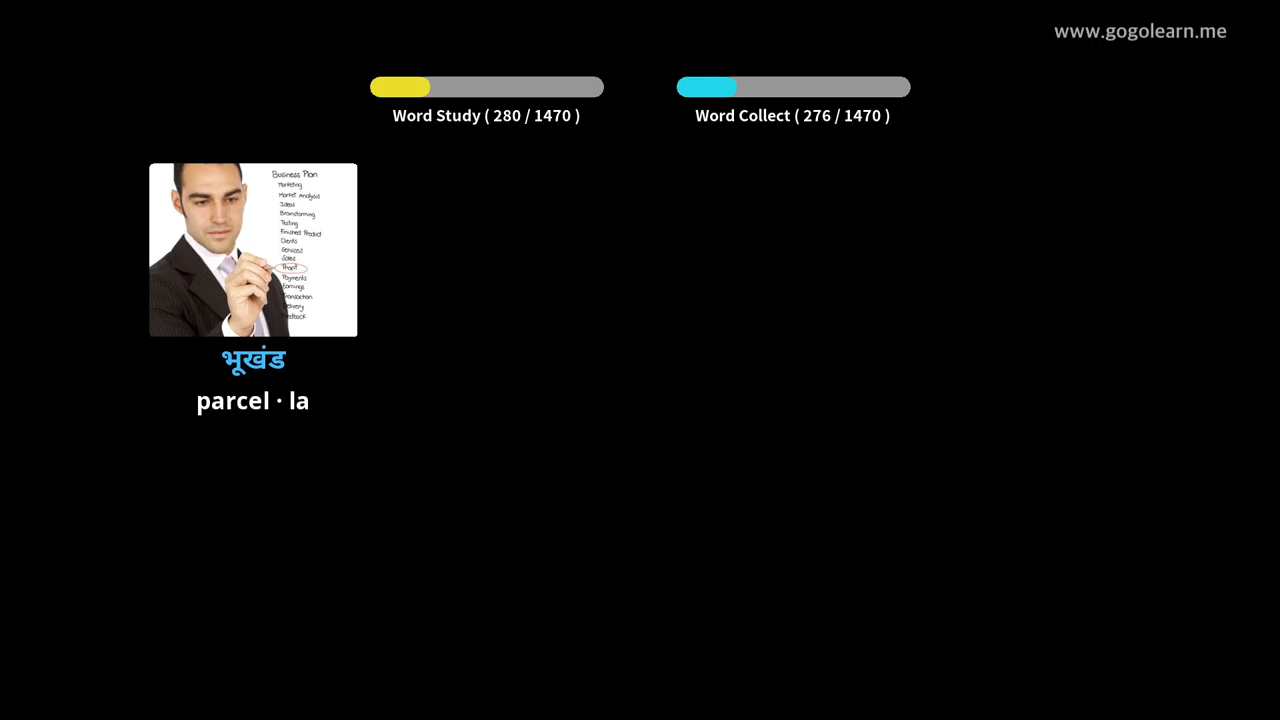 www.gogolearn.me
Word Study ( 280 / 1470 )
Word Collect ( 276 / 1470 )
Business Plan
Marketing
Market Analysis
Ideas
Brainstorming
Testing
Finished Product
Clients
Services
Sales
Profit
Payments
Earnings
Transaction
Delivery
Feedback
भूखंड
parcel · la